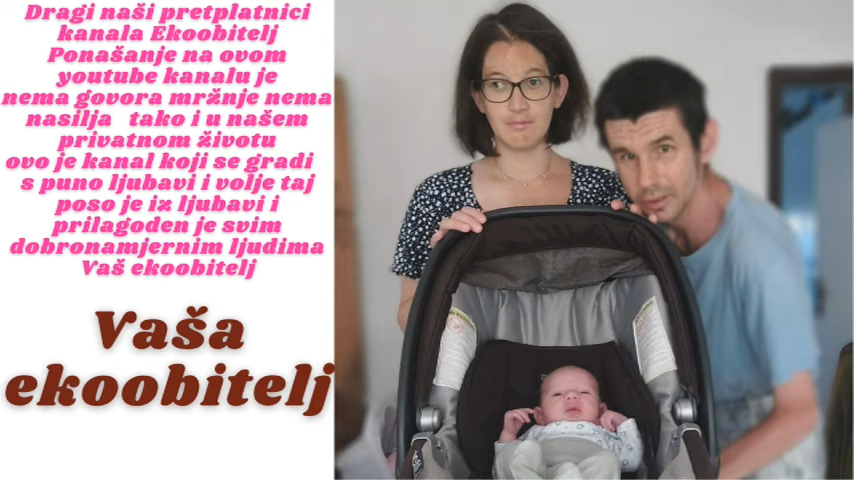 Dragi naši pretplatnici
kanala Ekoobitelj
Ponašanje na ovom
youtube kanalu je
nema govora mržnje nema
nasilja tako i u našem
privatnom životu
ovo je kanal koji se gradi
s puno ljubavi i volje taj
poso je iz ljubavi i
prilagođen je svim
dobronamjernim ljudima
Vaš ekoobitelj
Vaša
ekoobitelj